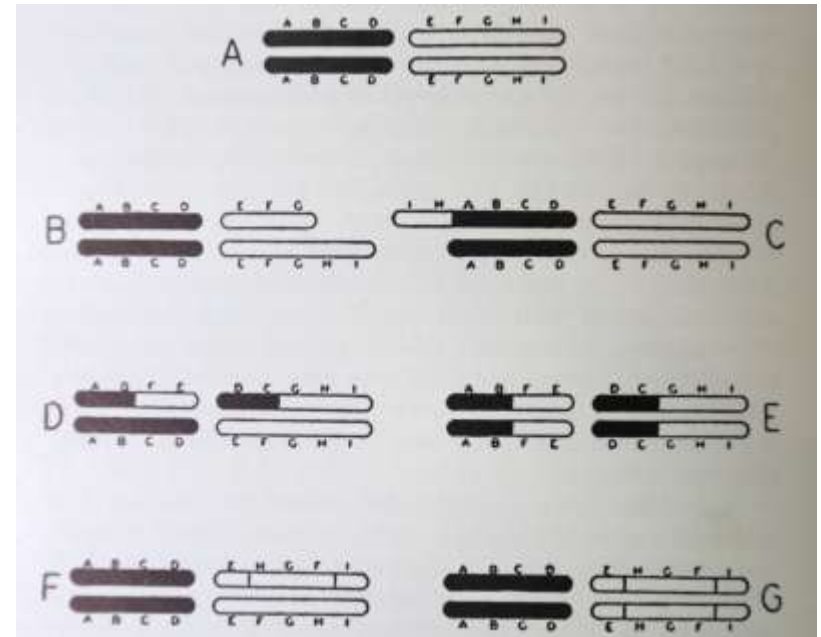 A B C D E F G H I
A
A B C D E F G H I
A B C D E F G I H A B C D E F G H I
B C
A B C D E F G H I A B C D E F G H I
A B F E D C G H I A B F E D C G H I
D E
A B C D E F G H I A B F E D C G H I
A B C D E H G F I A B C D E H G F I
F G
A B C D E F G H I A B C D E H G F I